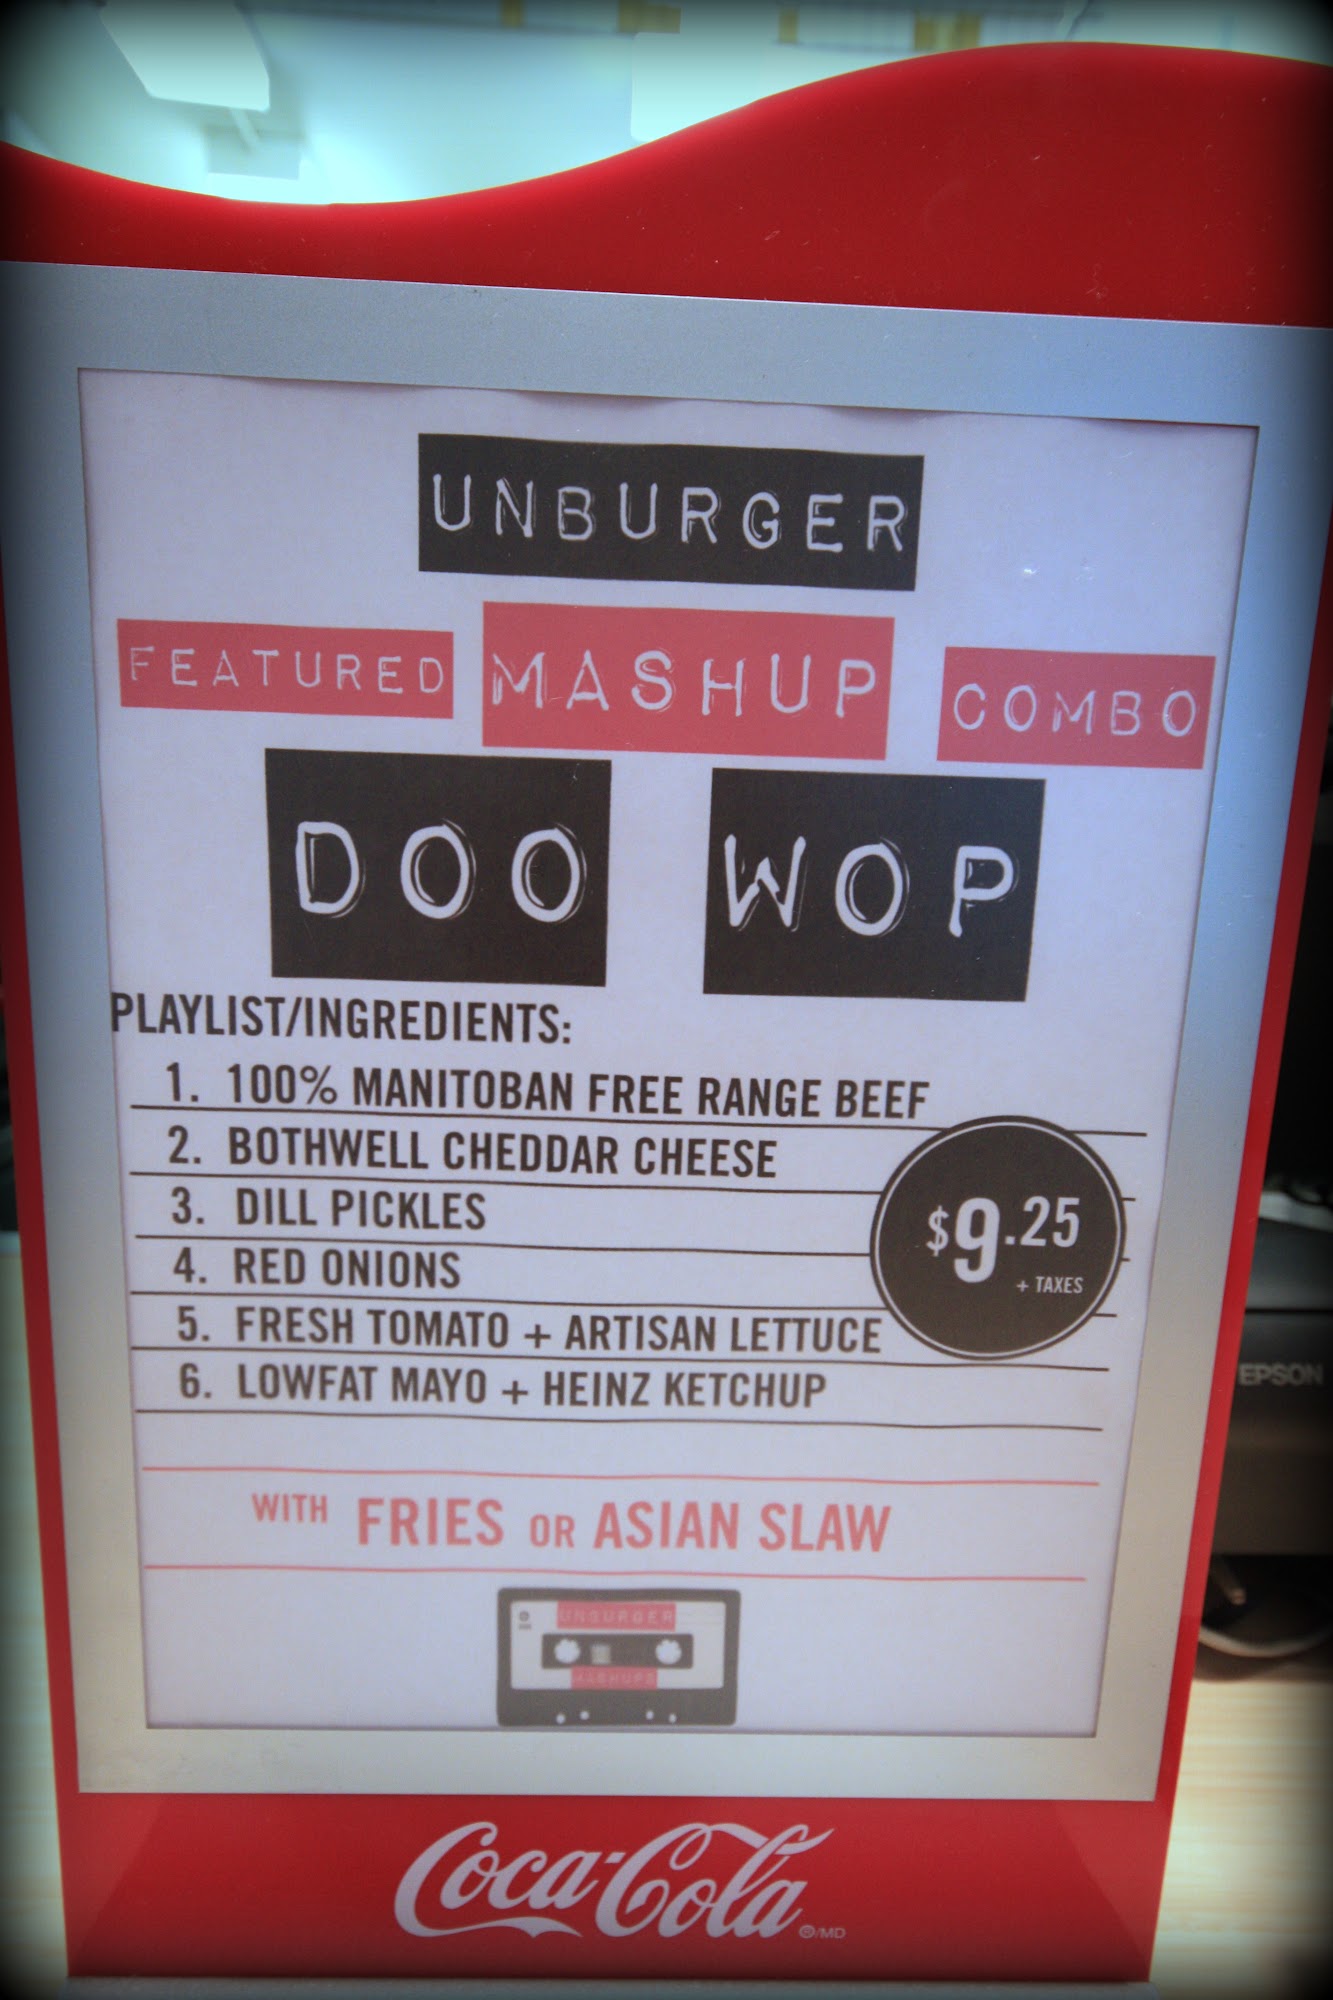 UNBURGER
FEATURED MASHUP COMBO
DOO WOP
PLAYLIST/INGREDIENTS:
1. 100% MANITOBAN FREE RANGE BEEF
2. BOTHWELL CHEDDAR CHEESE
3. DILL PICKLES
4. RED ONIONS
5. FRESH TOMATO + ARTISAN LETTUCE
6. LOWFAT MAYO + HEINZ KETCHUP
$9.25
+ TAXES
WITH FRIES OR ASIAN SLAW
UNBURGER
MASHUPS
Coca-Cola ®/MD
EPSON